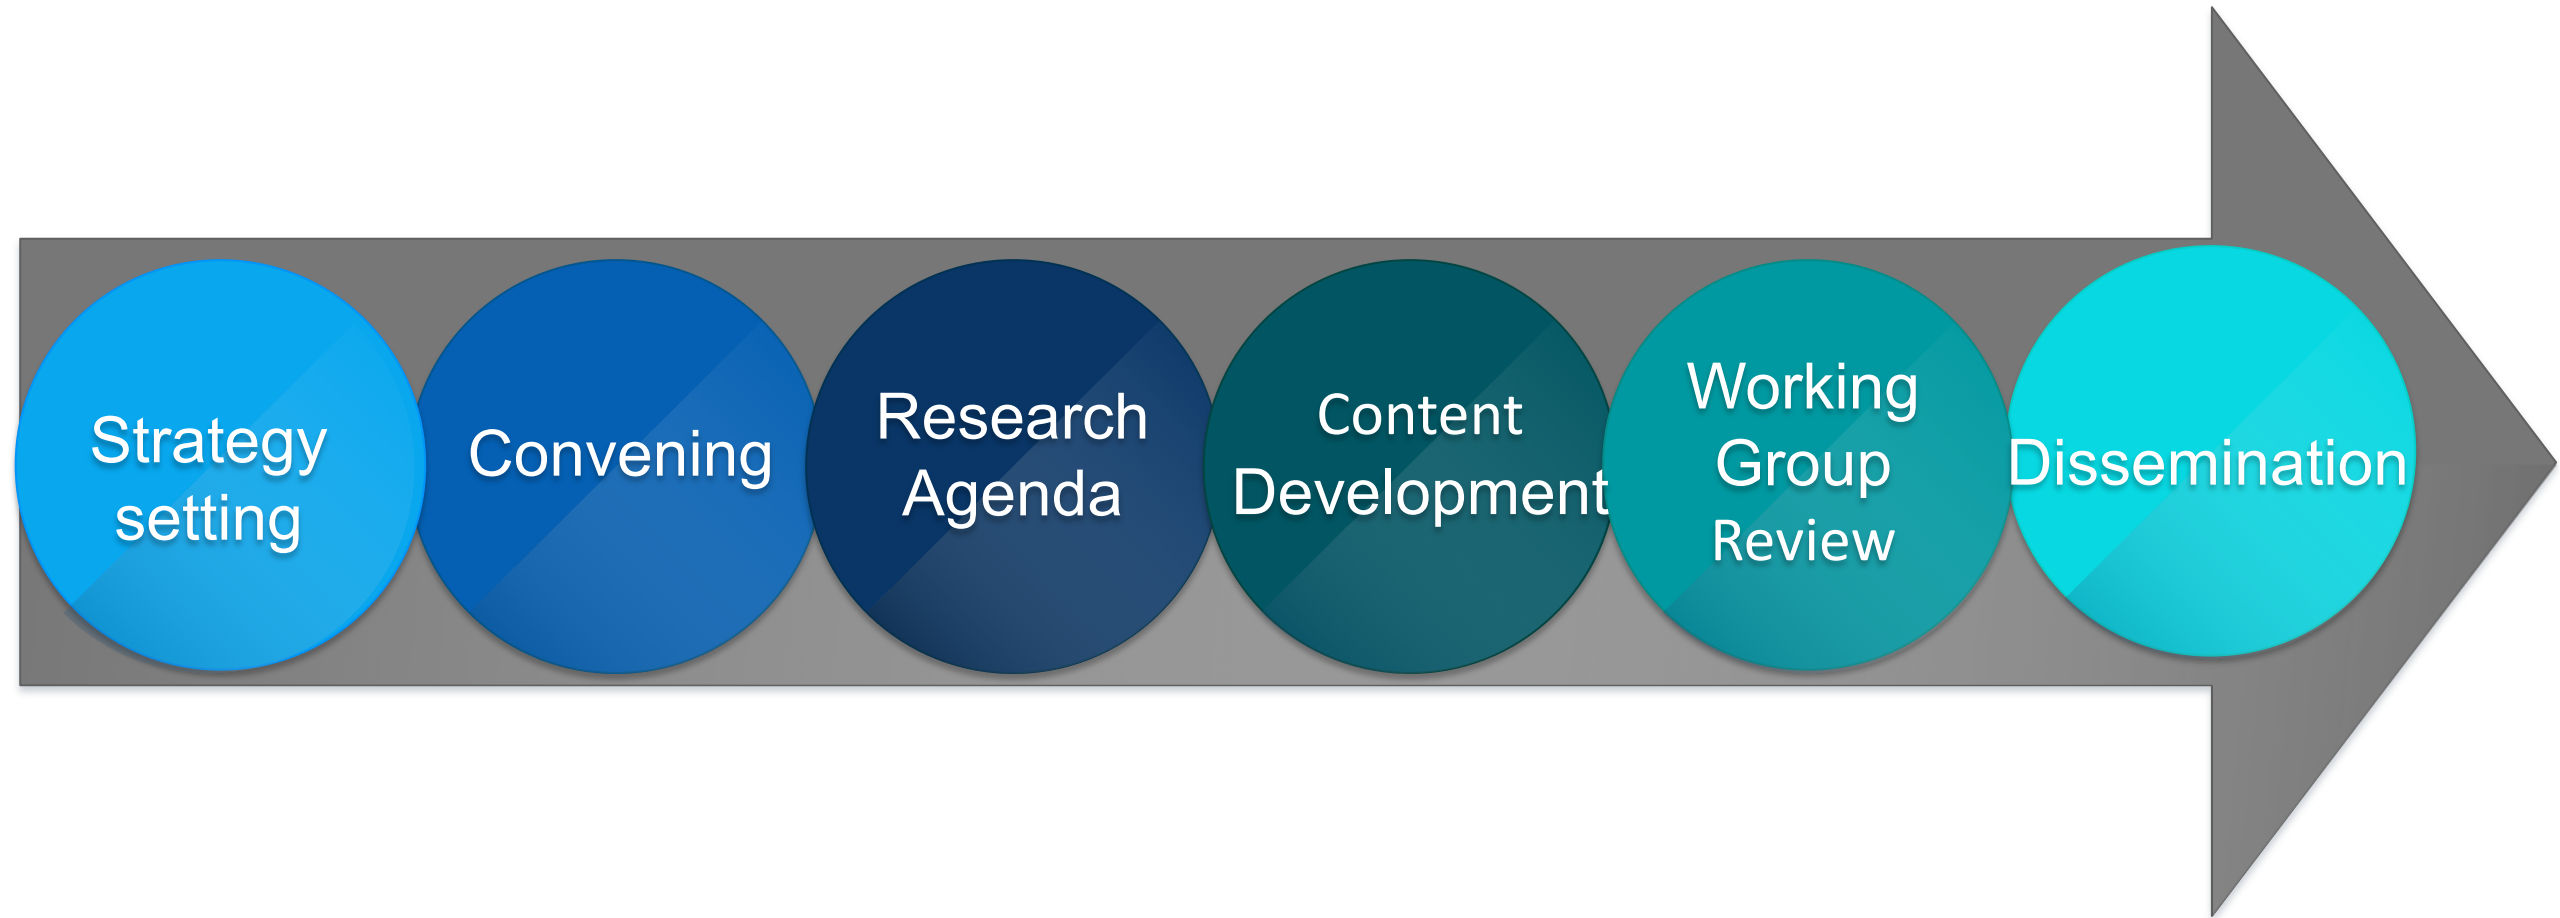 Strategy
setting
Convening
Research
Agenda
Content
Development
Working
Group
Review
Dissemination